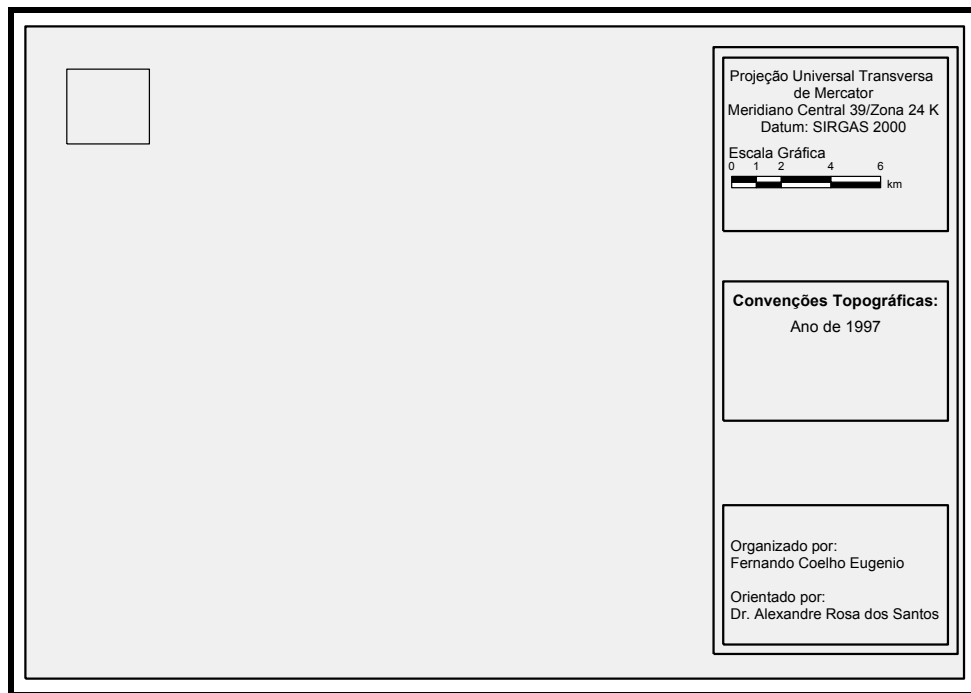 Projeção Universal Transversa
de Mercator
Meridiano Central 39/Zona 24 K
Datum: SIRGAS 2000
Escala Gráfica
0 1 2 4 6
km
Convenções Topográficas:
Ano de 1997
Organizado por:
Fernando Coelho Eugenio
Orientado por:
Dr. Alexandre Rosa dos Santos